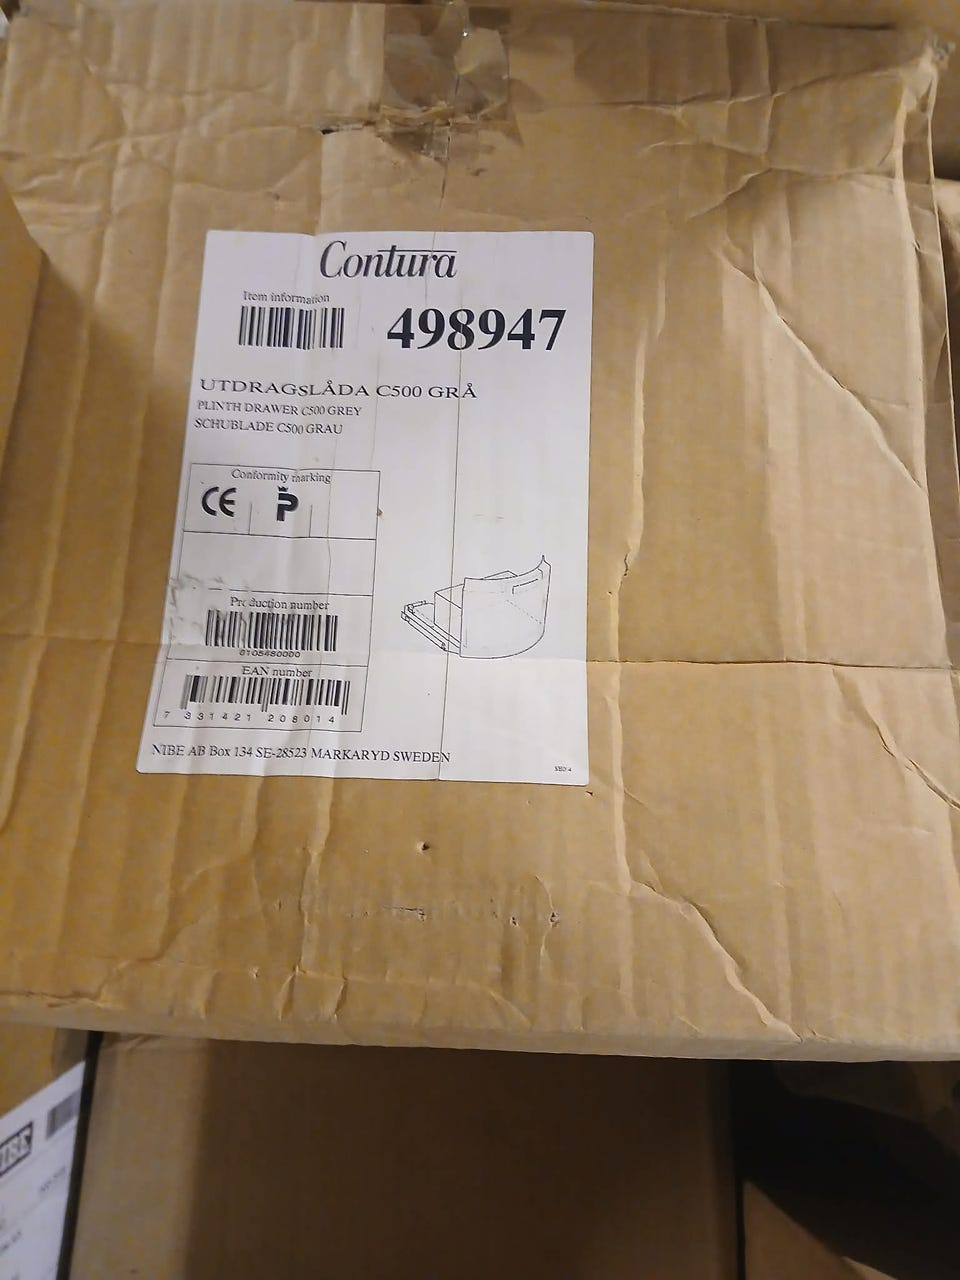 Contura
Item information
498947
UTDRAGSLÅDA C500 GRÅ
PLINTH DRAWER C500 GREY
SCHUBLADE C500 GRAU
Conformity marking
CE P
Production number
6105480000
EAN number
7 331421 208014
NIBE AB Box 134 SE-28523 MARKARYD SWEDEN